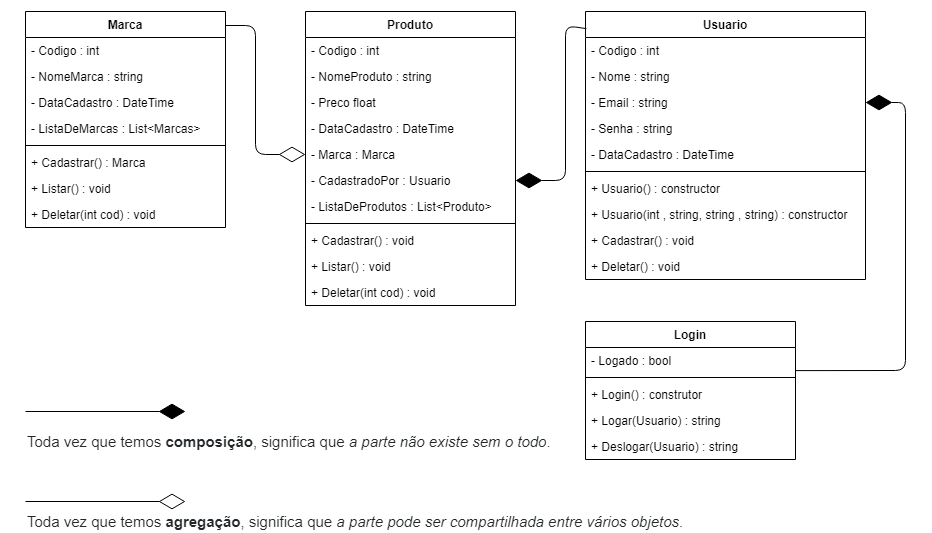 Marca
- Codigo : int
- NomeMarca : string
- DataCadastro : DateTime
- ListaDeMarcas : List<Marcas>
+ Cadastrar() : Marca
+ Listar() : void
+ Deletar(int cod) : void
Produto
- Codigo : int
- NomeProduto : string
- Preco float
- DataCadastro : DateTime
- Marca : Marca
- CadastradoPor : Usuario
- ListaDeProdutos : List<Produto>
+ Cadastrar() : void
+ Listar() : void
+ Deletar(int cod) : void
Usuario
- Codigo : int
- Nome : string
- Email : string
- Senha : string
- DataCadastro : DateTime
+ Usuario() : constructor
+ Usuario(int , string, string , string) : constructor
+ Cadastrar() : void
+ Deletar() : void
Login
- Logado : bool
+ Login() : construtor
+ Logar(Usuario) : string
+ Deslogar(Usuario) : string
Toda vez que temos composição, significa que a parte não existe sem o todo.
Toda vez que temos agregação, significa que a parte pode ser compartilhada entre vários objetos.